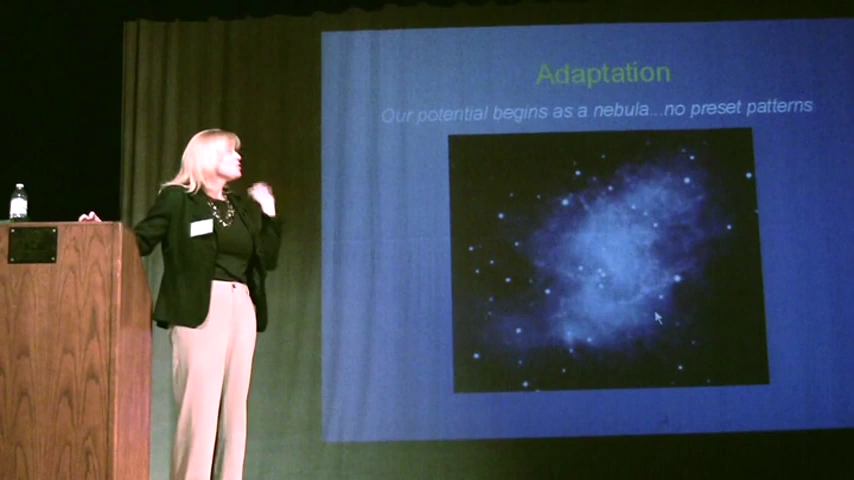 Adaptation
Our potential begins as a nebula...no preset patterns